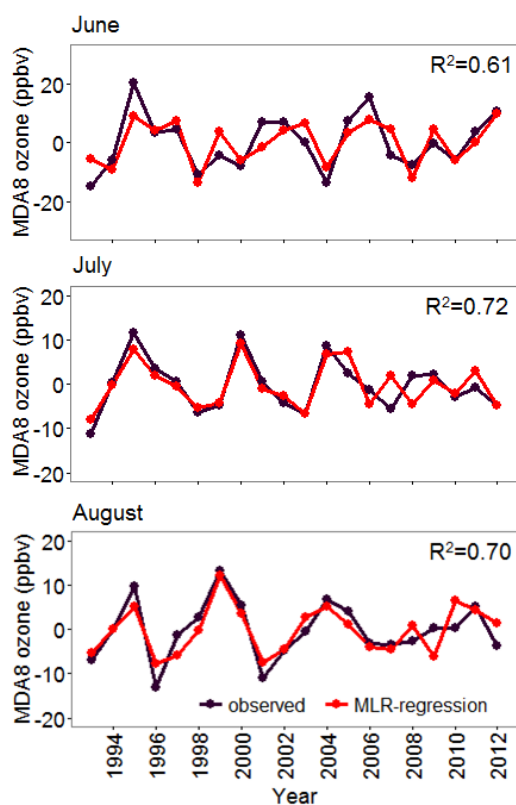 June
R²=0.61
MDA8 ozone (ppbv)
20
0
-20
July
R²=0.72
MDA8 ozone (ppbv)
20
10
0
-10
-20
August
R²=0.70
MDA8 ozone (ppbv)
20
10
0
-10
-20
observed MLR-regression
1994 1996 1998 2000 2002 2004 2006 2008 2010 2012
Year